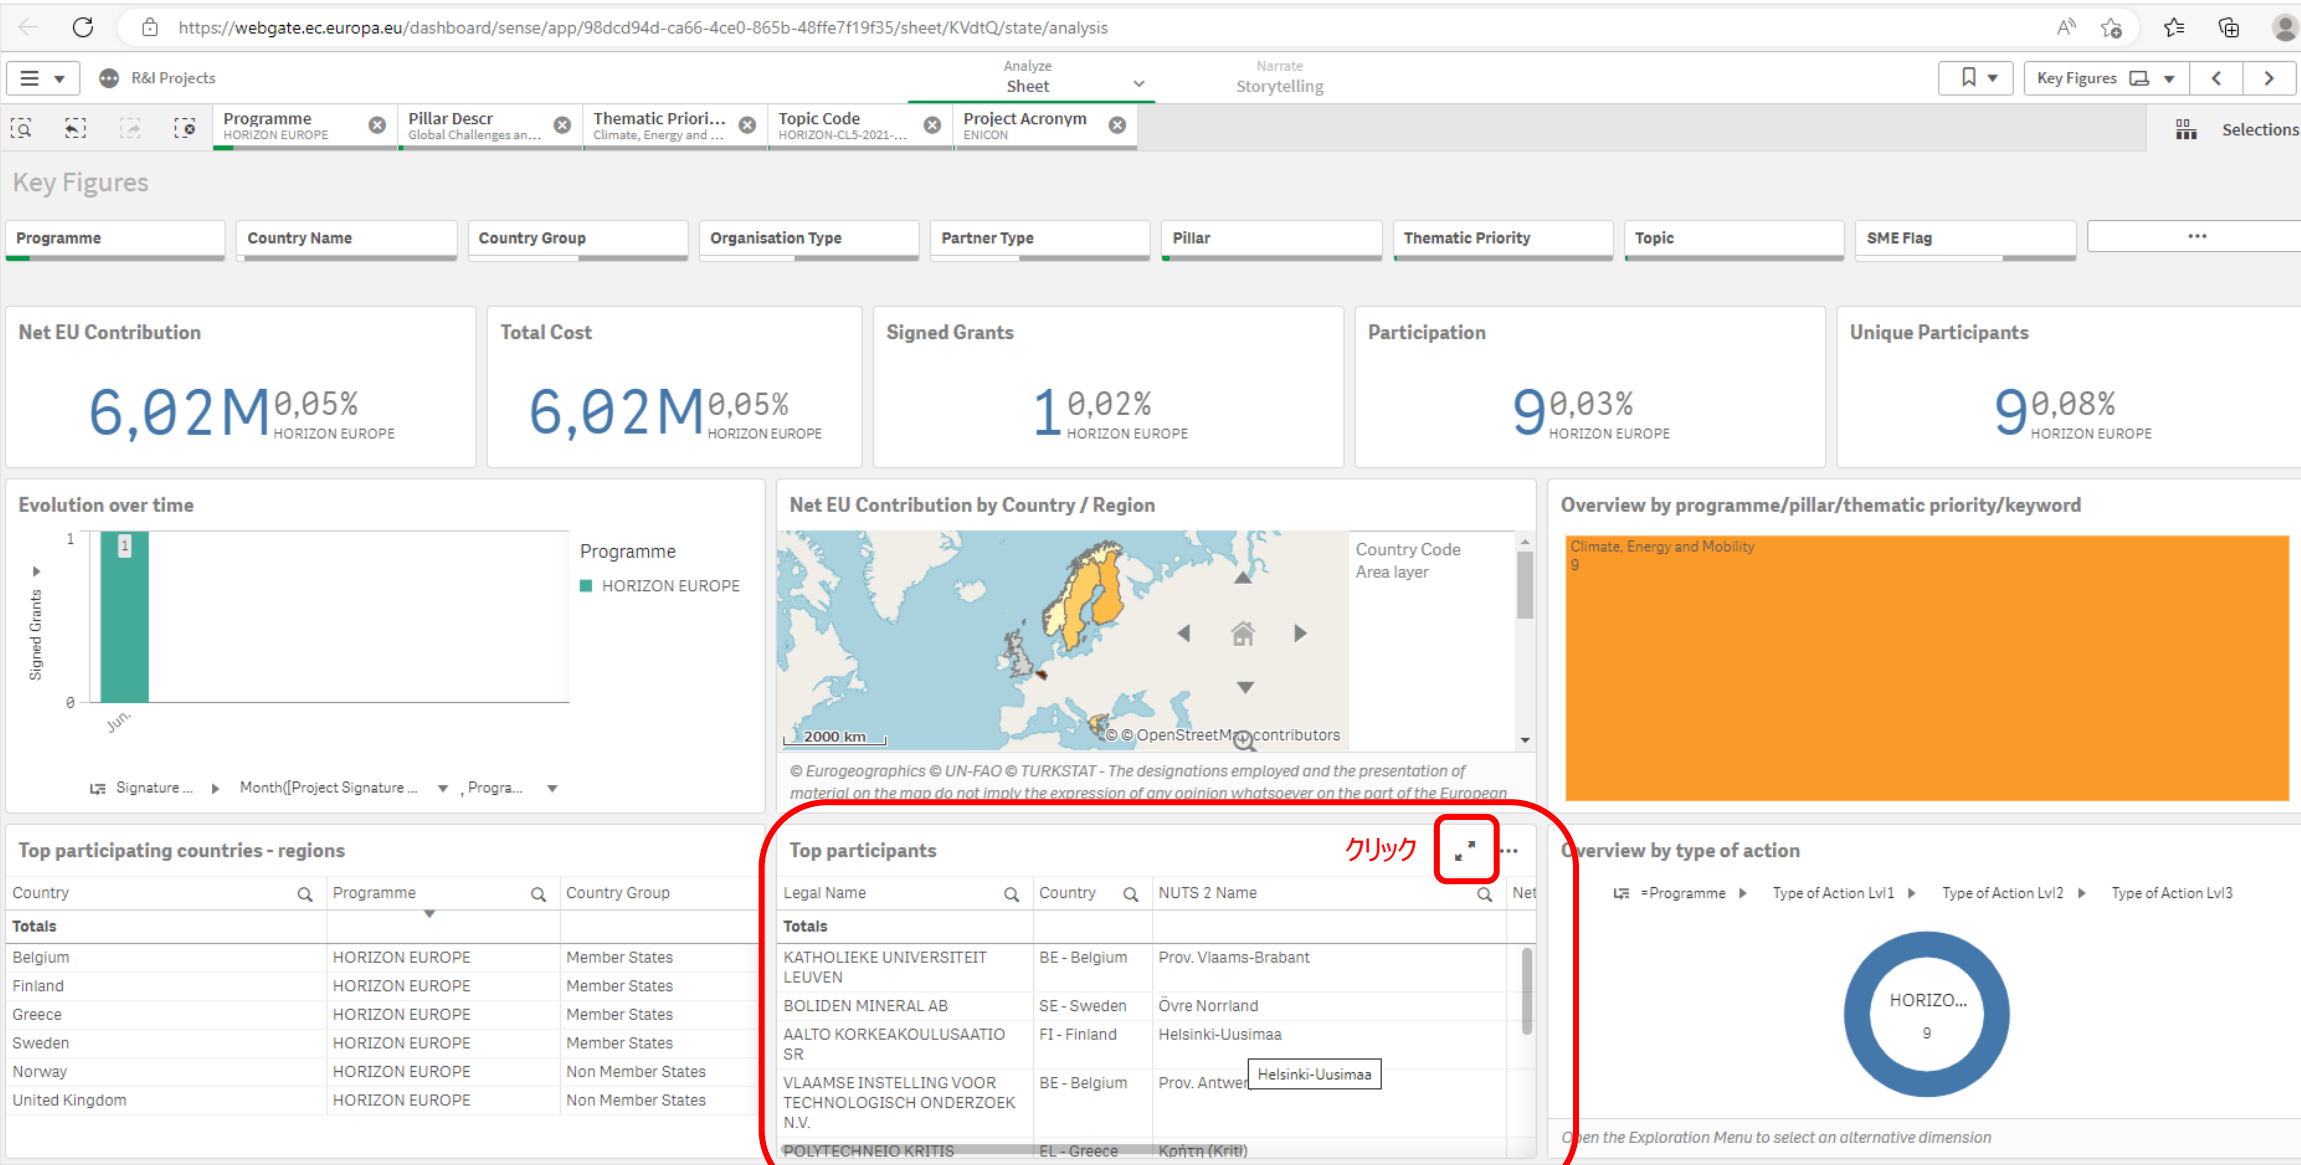 https://webgate.ec.europa.eu/dashboard/sense/app/98dcd94d-ca66-4ce0-865b-48ffe7f19f35/sheet/KVdtQ/state/analysis
R&I Projects
Analyze
Sheet
Narrate
Storytelling
Key Figures
Programme
HORIZON EUROPE
Pillar Descr
Global Challenges an...
Thematic Priori...
Climate, Energy and ...
Topic Code
HORIZON-CL5-2021-...
Project Acronym
ENICON
Selections
Key Figures
Programme
Country Name
Country Group
Organisation Type
Partner Type
Pillar
Thematic Priority
Topic
SME Flag
...
Net EU Contribution
6,02M 0,05%
HORIZON EUROPE
Total Cost
6,02M 0,05%
HORIZON EUROPE
Signed Grants
1 0,02%
HORIZON EUROPE
Participation
9 0,03%
HORIZON EUROPE
Unique Participants
9 0,08%
HORIZON EUROPE
Evolution over time
1
1
Signed Grants
0
Jun.
Programme
HORIZON EUROPE
Signature ...
Month([Project Signature ...
, Progra...
Net EU Contribution by Country / Region
Country Code
Area layer
2000 km
© © OpenStreetMap contributors
© Eurogeographics © UN-FAO © TURKSTAT - The designations employed and the presentation of
material on the map do not imply the expression of any opinion whatsoever on the part of the European
Overview by programme/pillar/thematic priority/keyword
Climate, Energy and Mobility
9
Top participating countries - regions
Country Programme Country Group
Totals
Belgium HORIZON EUROPE Member States
Finland HORIZON EUROPE Member States
Greece HORIZON EUROPE Member States
Sweden HORIZON EUROPE Member States
Norway HORIZON EUROPE Non Member States
United Kingdom HORIZON EUROPE Non Member States
Top participants
クリック
...
Legal Name Country NUTS 2 Name Net
Totals
KATHOLIEKE UNIVERSITEIT BE - Belgium Prov. Vlaams-Brabant
LEUVEN
BOLIDEN MINERAL AB SE - Sweden Övre Norrland
AALTO KORKEAKOULUSAATIO FI - Finland Helsinki-Uusimaa
SR
Helsinki-Uusimaa
VLAAMSE INSTELLING VOOR BE - Belgium Prov. Antwer
TECHNOLOGISCH ONDERZOEK
N.V.
POLYTECHNEIO KRITIS EL - Greece Κρήτη (Kriti)
Overview by type of action
=Programme Type of Action Lvl1 Type of Action Lvl2 Type of Action Lvl3
HORIZO...
9
Open the Exploration Menu to select an alternative dimension